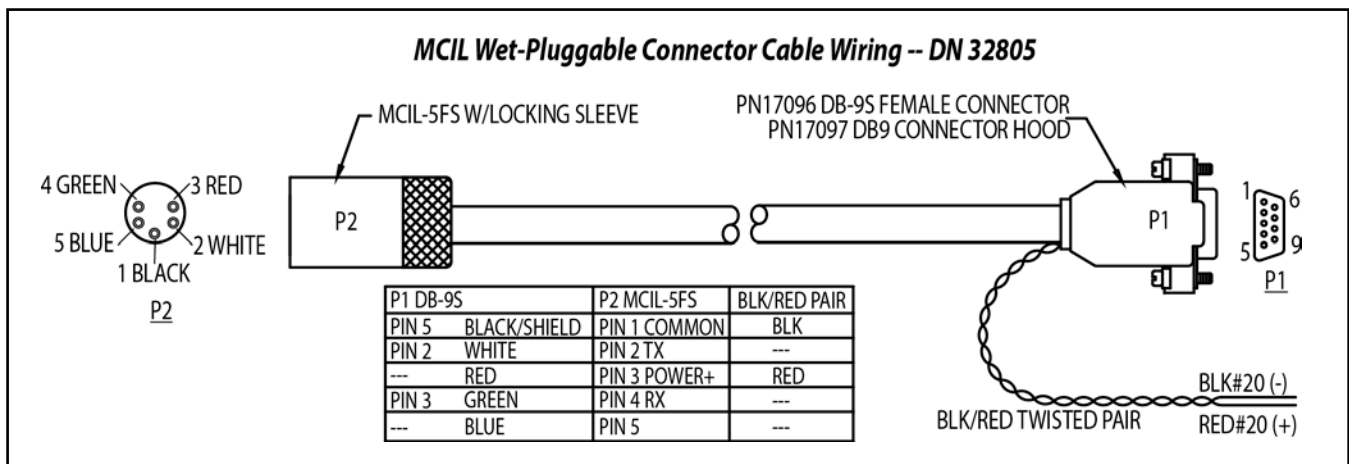 MCIL Wet-Pluggable Connector Cable Wiring -- DN 32805
MCIL-5FS W/LOCKING SLEEVE
PN17096 DB-9S FEMALE CONNECTOR
PN17097 DB9 CONNECTOR HOOD
4 GREEN
3 RED
5 BLUE
2 WHITE
1 BLACK
P2
P2
P1
1
6
5
9
P1
P1 DB-9S P2 MCIL-5FS BLK/RED PAIR
PIN 5 BLACK/SHIELD PIN 1 COMMON BLK
PIN 2 WHITE PIN 2 TX ---
--- RED PIN 3 POWER+ RED
PIN 3 GREEN PIN 4 RX ---
--- BLUE PIN 5 ---
BLK/RED TWISTED PAIR
BLK#20 (-)
RED#20 (+)